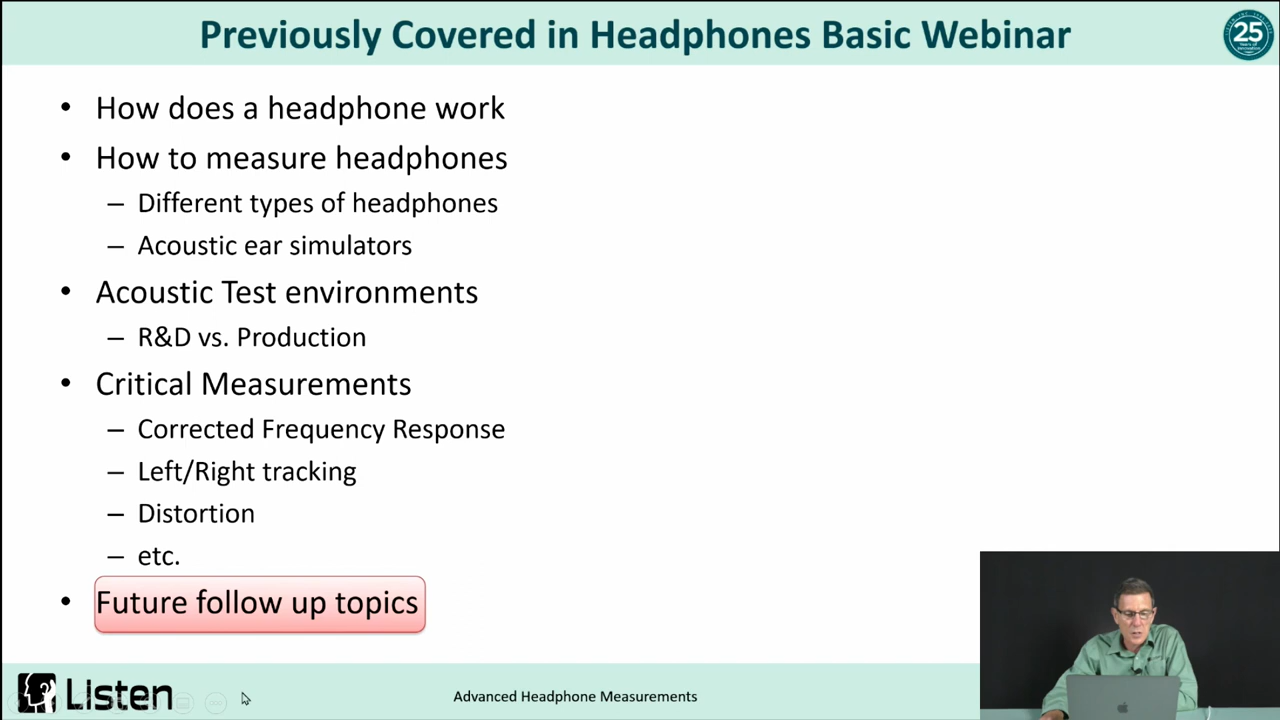 Previously Covered in Headphones Basic Webinar
25
• How does a headphone work
• How to measure headphones
– Different types of headphones
– Acoustic ear simulators
• Acoustic Test environments
– R&D vs. Production
• Critical Measurements
– Corrected Frequency Response
– Left/Right tracking
– Distortion
– etc.
• Future follow up topics
Listen
Advanced Headphone Measurements